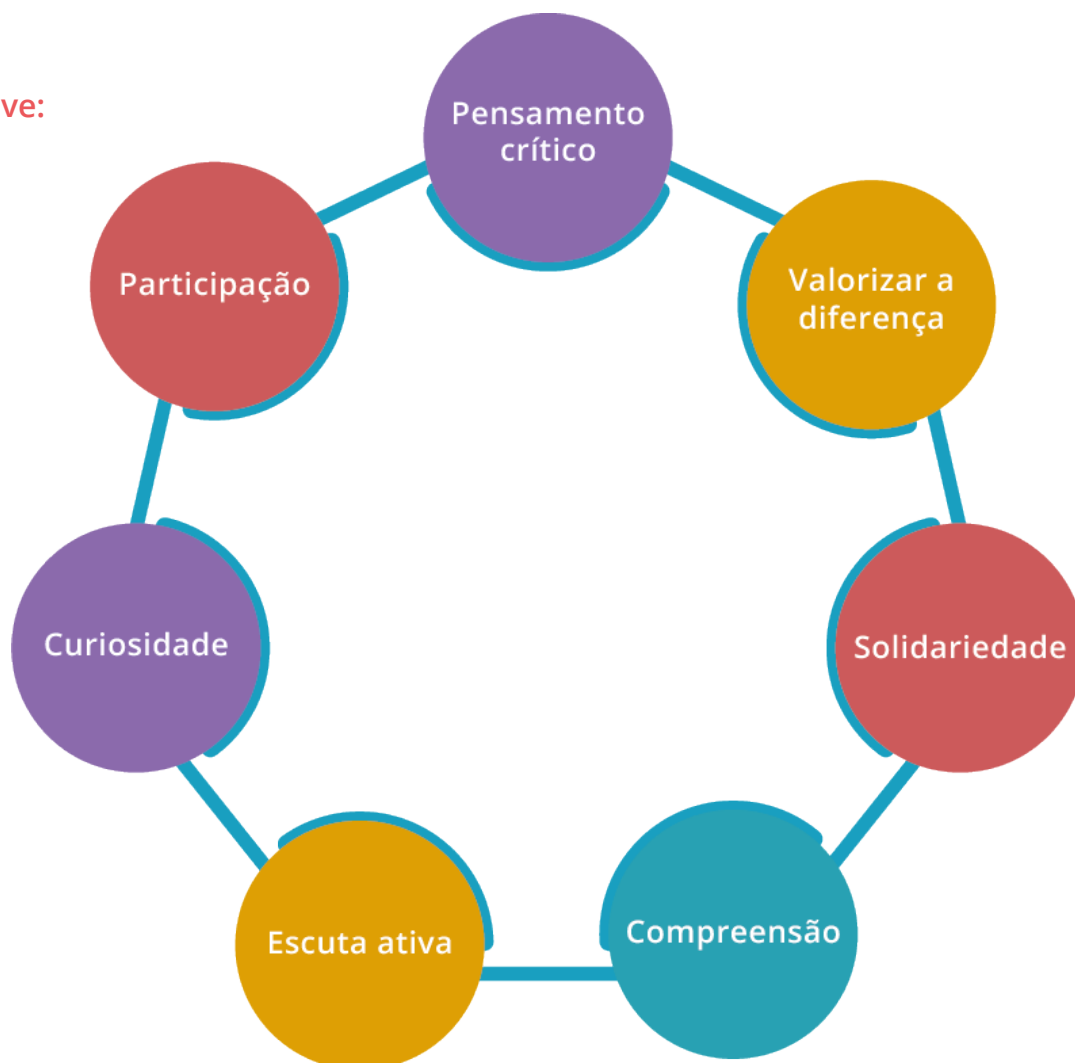 ve:
Pensamento
crítico
Valorizar a
diferença
Solidariedade
Compreensão
Escuta ativa
Curiosidade
Participação